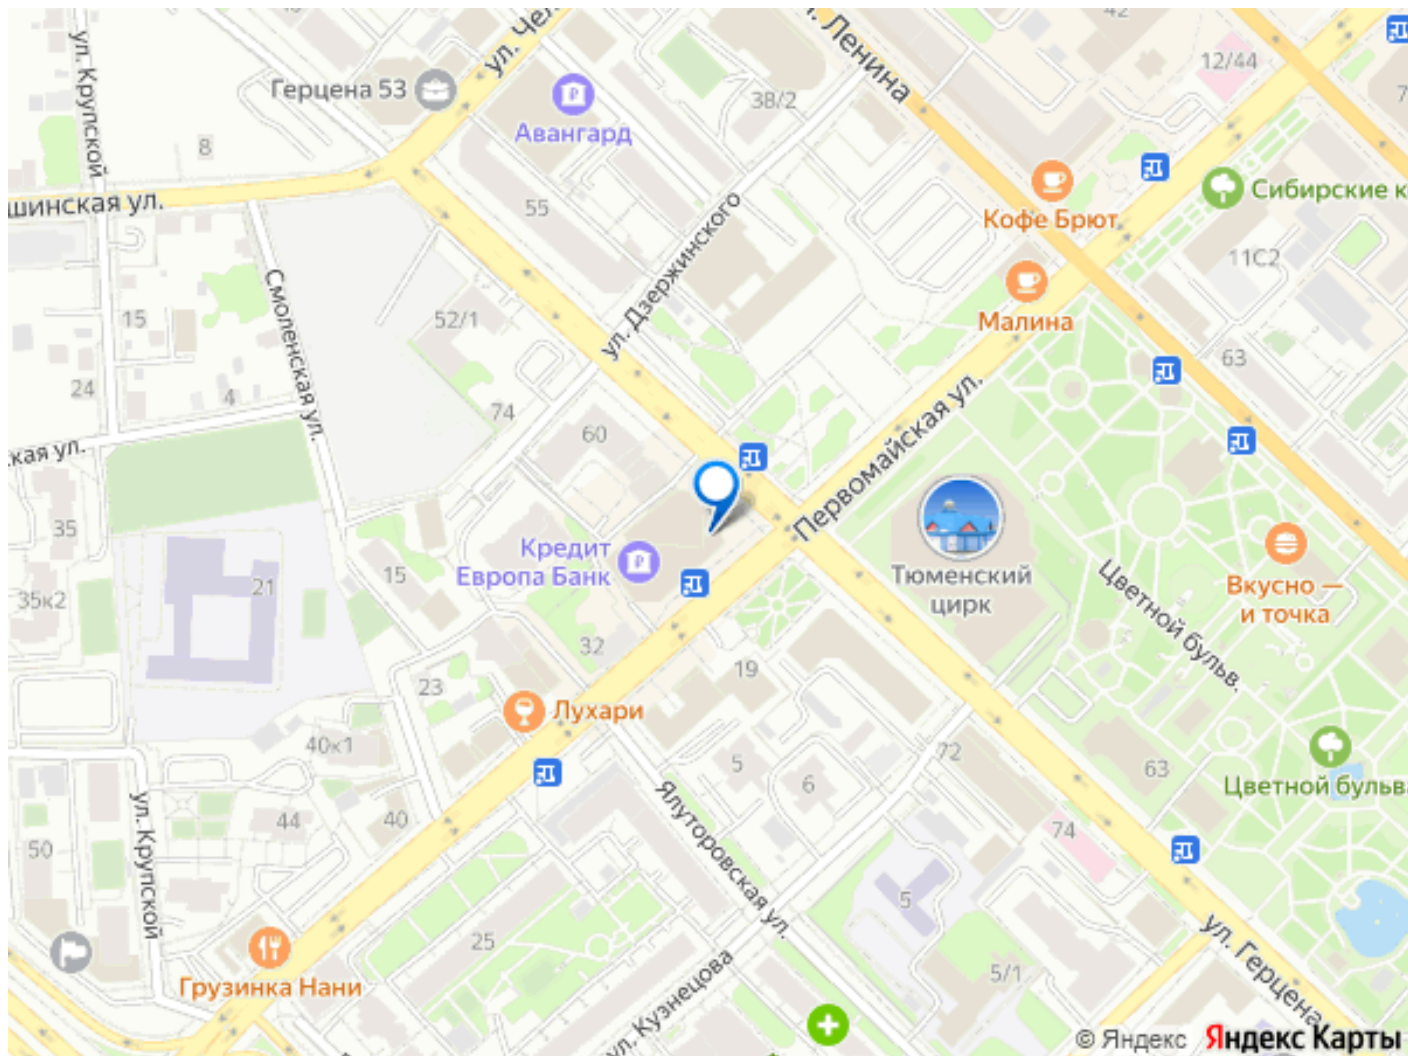 ул. Крупской
ул. Чел
л. Ленина
42
12/44
7
Герцена 53
Авангард
38/2
8
шинская ул.
55
Кофе Брют
Сибирские к
11С2
ул. Дзержинского
Смоленская ул.
Малина
15
52/1
63
24
4
74
60
Первомайская ул.
кая ул.
35
Кредит
Европа Банк
Тюменский
цирк
Вкусно —
и точка
Цветной бульв.
15
21
35к2
32
19
23
Лухари
40к1
72
5
6
63
Цветной бульва
ул. Крупской
44
40
50
Ялуторовская ул.
74
5
25
ул. Герцена
5/1
Грузинка Нани
ул. Кузнецова
© Яндекс Яндекс Карты